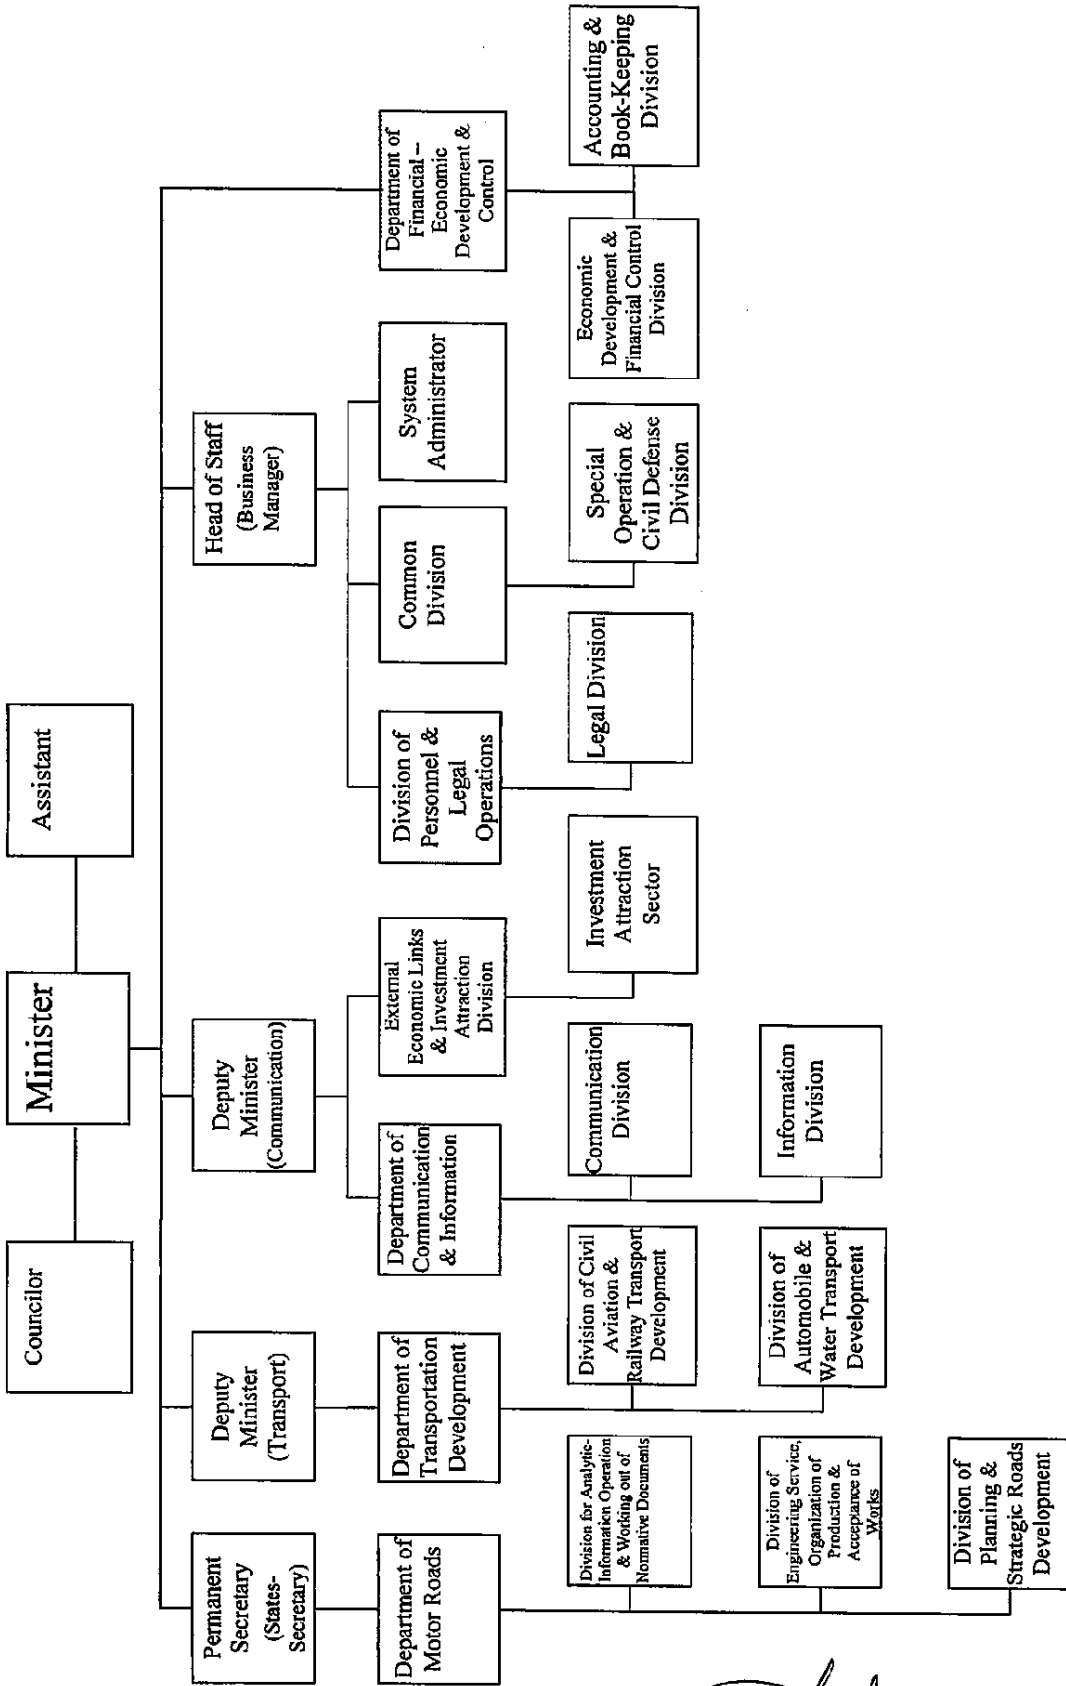 Councilor
Minister
Assistant
Permanent
Secretary
(States-
Secretary)
Deputy
Minister
(Transport)
Deputy
Minister
(Communication)
Head of Staff
(Business
Manager)
Department of
Motor Roads
Department of
Transportation
Development
Department of
Communication
& Information
External
Economic Links
& Investment
Attraction
Division
Division of
Personnel &
Legal
Operations
Common
Division
System
Administrator
Department of
Financial –
Economic
Development &
Control
Division for Analytic-
Information Operation
& Working out of
Normative Documents
Division of Civil
Aviation &
Railway Transport
Development
Communication
Division
Investment
Attraction
Sector
Legal Division
Special
Operation &
Civil Defense
Division
Economic
Development &
Financial Control
Division
Accounting &
Book-Keeping
Division
Division of
Engineering Service,
Organization of
Production &
Acceptance of
Works
Division of
Automobile &
Water Transport
Development
Information
Division
Division of
Planning &
Strategic Roads
Development